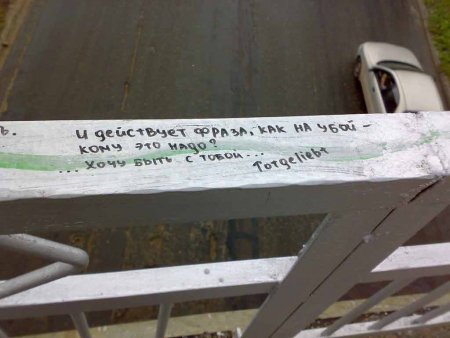 ъ. И действует фраза, как на убой -
кому это надо?
... Хочу быть с тобой...
Totgeliebt